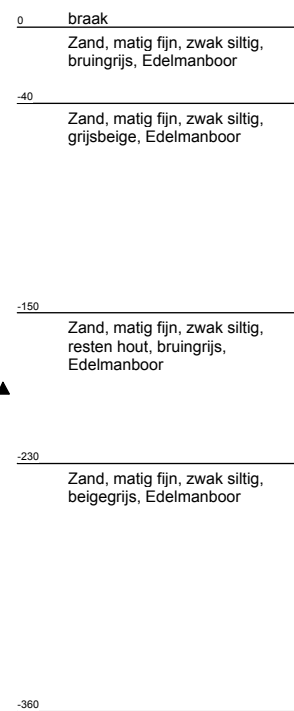 0 braak
Zand, matig fijn, zwak siltig,
bruingrijs, Edelmanboor
-40
Zand, matig fijn, zwak siltig,
grijsbeige, Edelmanboor
-150
Zand, matig fijn, zwak siltig,
resten hout, bruingrijs,
Edelmanboor
-230
Zand, matig fijn, zwak siltig,
beigegrijs, Edelmanboor
-360